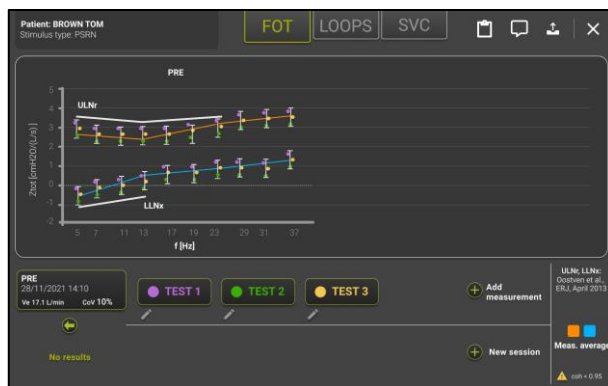 Patient: BROWN TOM
Stimulus type: PSRN
FOT
LOOPS
SVC
PRE
ULNr
5
4
3
2
1
0
-1
-2
Ztot [cmH2O/(L/s)]
LLNx
5 7 11 13 17 19 23 29 31 37
f [Hz]
PRE
28/11/2021 14:10
Ve 17.1 L/min CoV 10%
No results
TEST 1
TEST 2
TEST 3
Add
measurement
New session
ULNr, LLNx:
Oostven et al.,
ERJ, April 2013
Meas. average
coh < 0.95